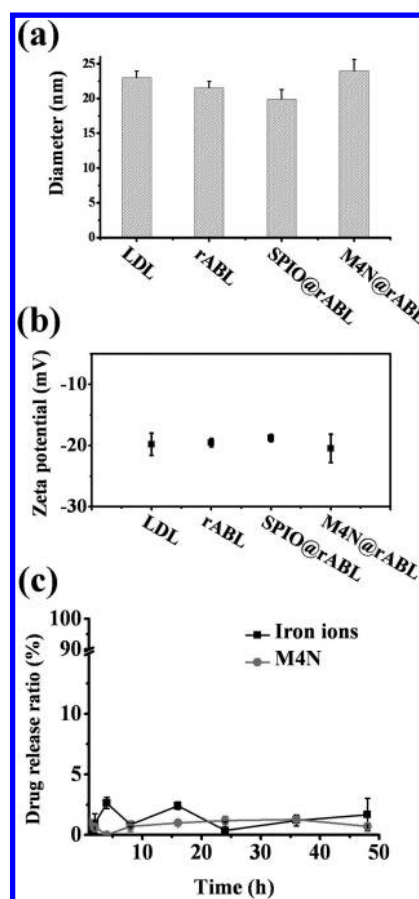 (a)
Diameter (nm)
25
20
15
10
5
0
LDL
rABL
SPIO@rABL
M4N@rABL
(b)
Zeta potential (mV)
-10
-20
-30
LDL
rABL
SPIO@rABL
M4N@rABL
(c)
Drug release ratio (%)
100
90
5
0
Iron ions
M4N
10 20 30 40 50
Time (h)